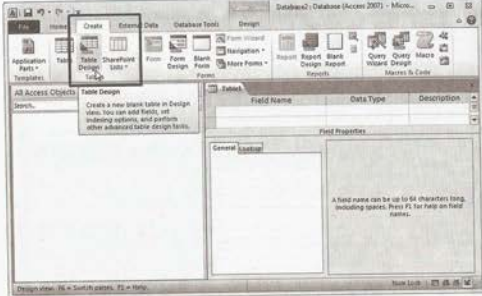 Database2 : Database (Access 2007) - Micro...
File Home Create External Data Database Tools Design
Application Parts
Table
Table Design
SharePoint Lists
Form
Form Design
Blank Form
Form Wizard
Navigation
More Forms
Report
Report Design
Blank Report
Query Wizard
Query Design
Macro
Templates
Forms
Reports
Macros & Code
All Access Objects
Search..
Table Design
Create a new blank table in Design
view. You can add fields, set
indexing options, and perform
other advanced table design tasks.
Table1
Field Name Data Type Description
Field Properties
General Lookup
A field name can be up to 64 characters long,
including spaces. Press F1 for help on field
names.
Design view. F6 = Switch panes. F1 = Help.
Num Lock